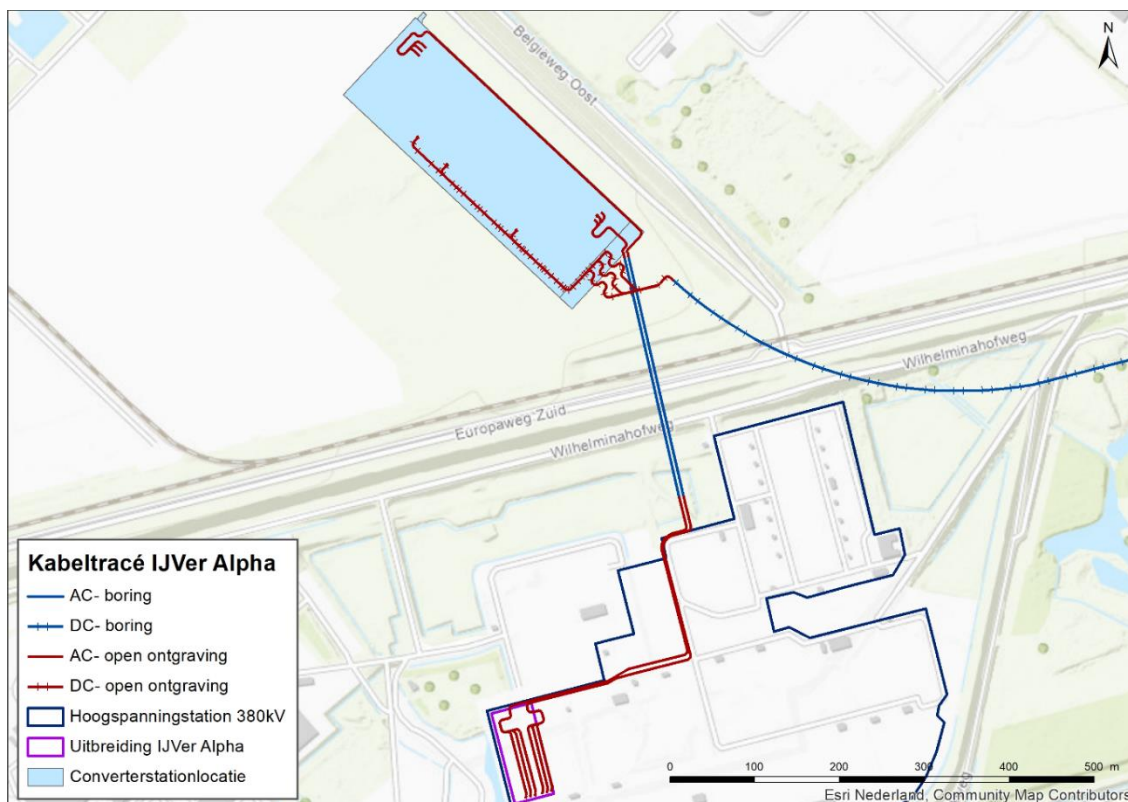 N
Belgiëweg Oost
Wilhelminahofweg
Europaweg Zuid
Wilhelminahofweg
Kabeltracé IJVer Alpha
AC- boring
DC- boring
AC- open ontgraving
DC- open ontgraving
Hoogspanningstation 380kV
Uitbreiding IJVer Alpha
Converterstationlocatie
0 100 200 300 400 500 m
Esri Nederland, Community Map Contributors